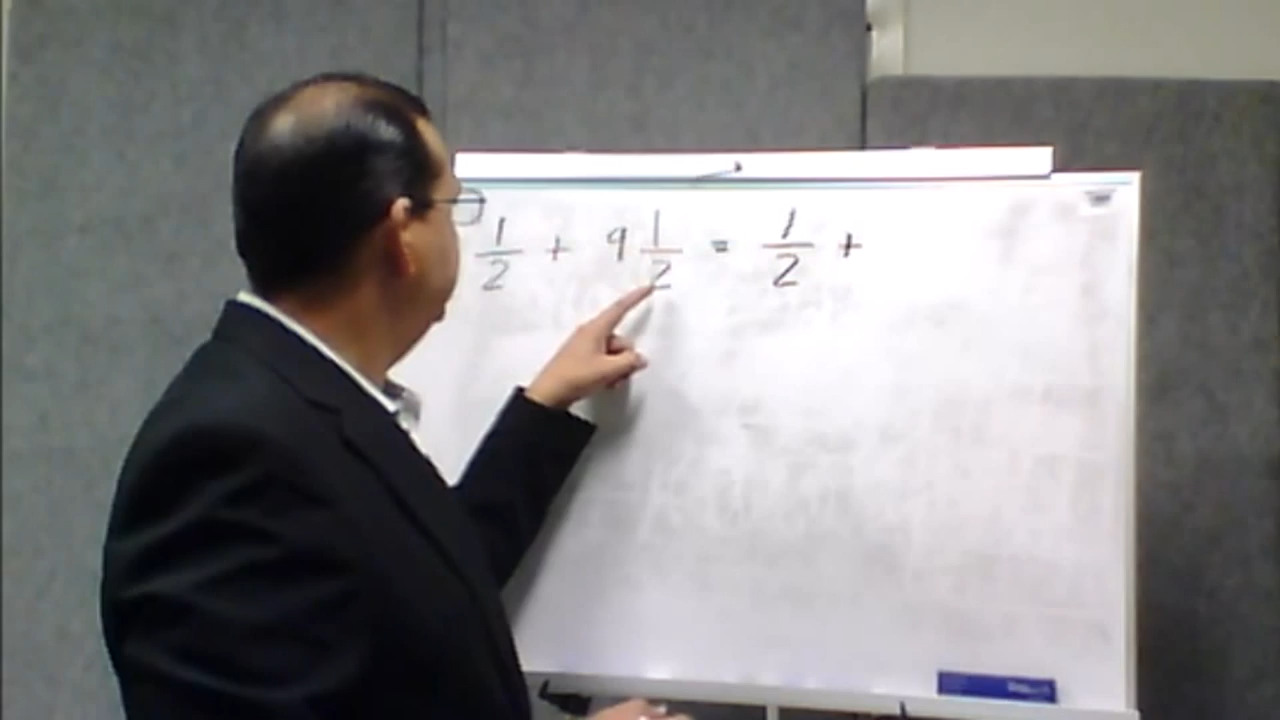 1/2 + 9 1/2 = 1/2 +